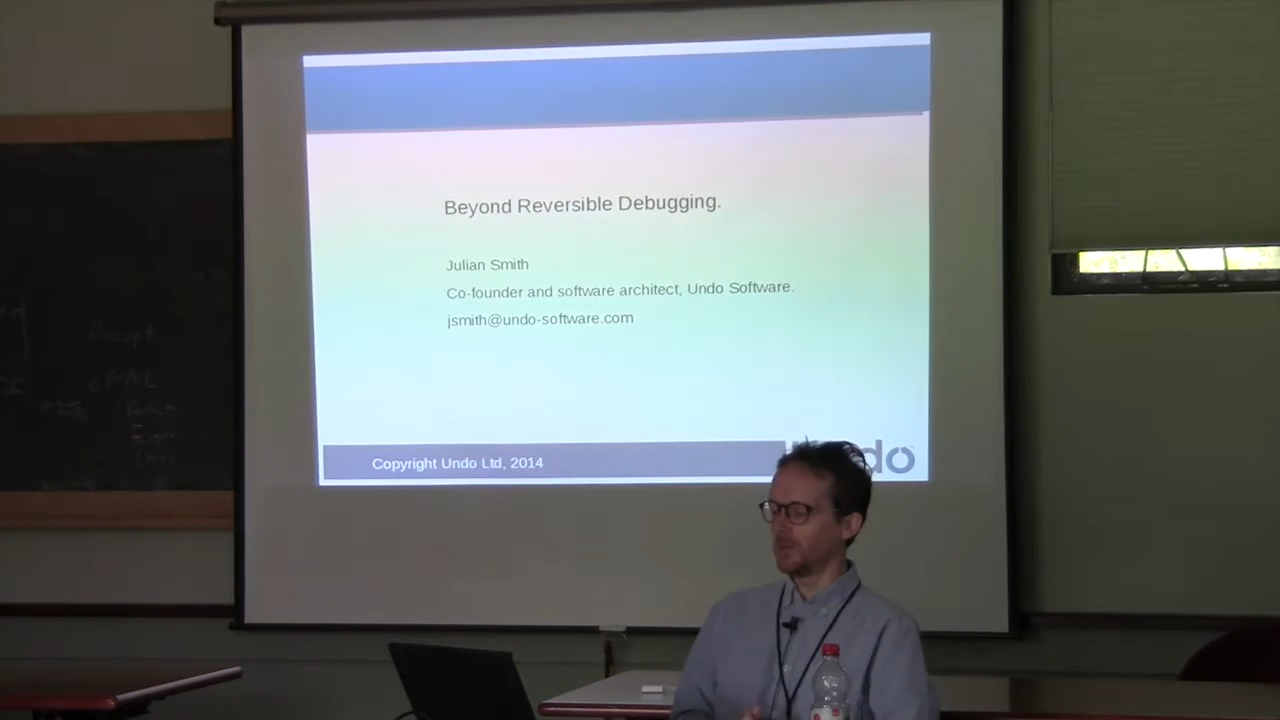 Beyond Reversible Debugging.
Julian Smith
Co-founder and software architect, Undo Software.
jsmith@undo-software.com
Copyright Undo Ltd, 2014